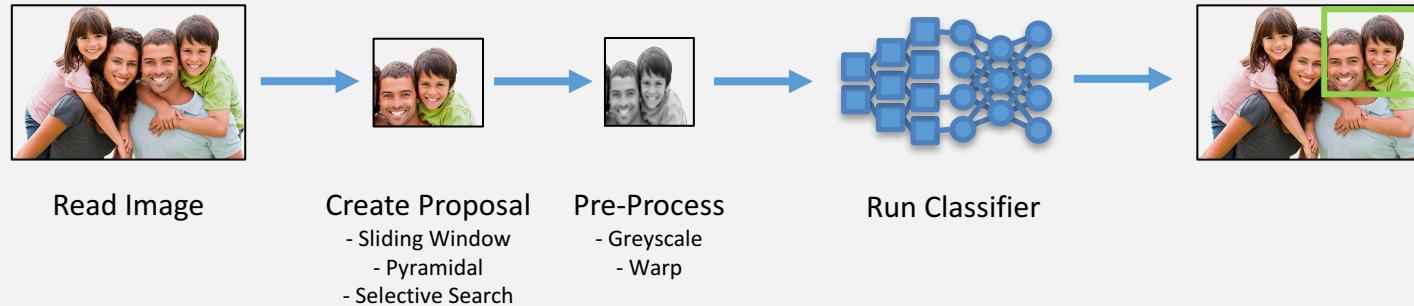 Read Image
Create Proposal
- Sliding Window
- Pyramidal
- Selective Search
Pre-Process
- Greyscale
- Warp
Run Classifier